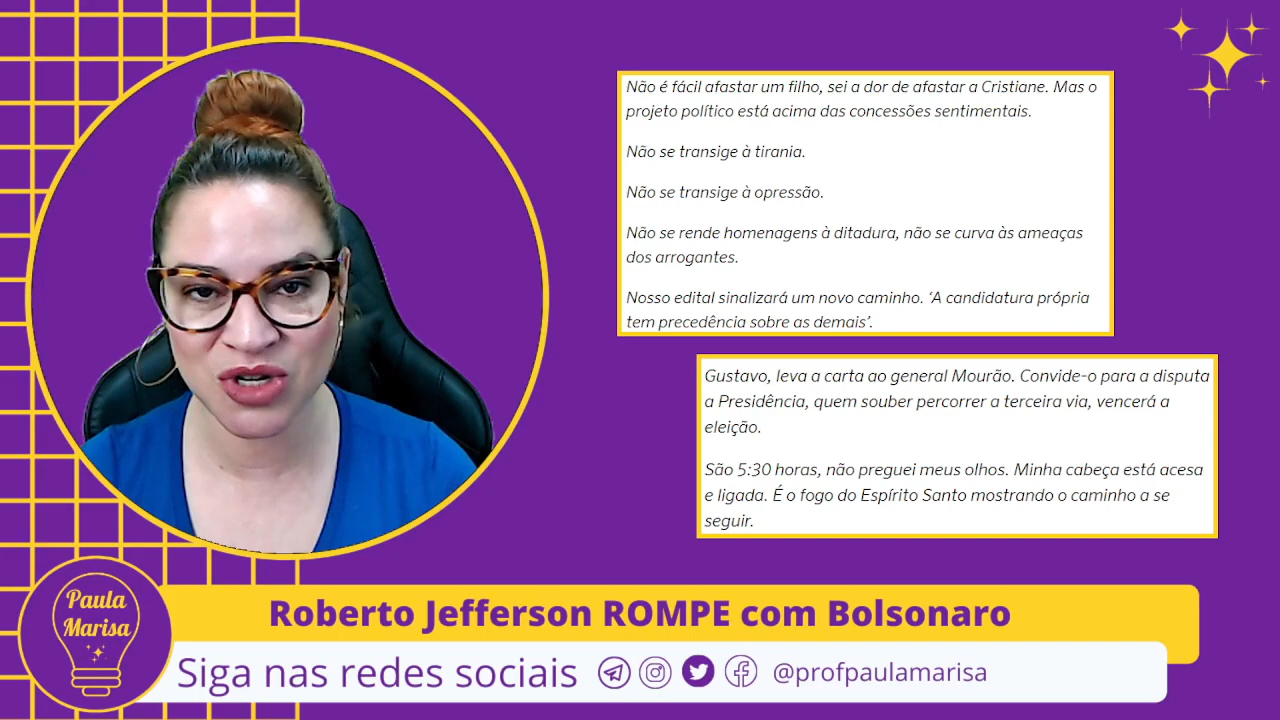 Não é fácil afastar um filho, sei a dor de afastar a Cristiane. Mas o
projeto político está acima das concessões sentimentais.
Não se transige à tirania.
Não se transige à opressão.
Não se rende homenagens à ditadura, não se curva às ameaças
dos arrogantes.
Nosso edital sinalizará um novo caminho. ‘A candidatura própria
tem precedência sobre as demais’.
Gustavo, leva a carta ao general Mourão. Convide-o para a disputa
a Presidência, quem souber percorrer a terceira via, vencerá a
eleição.
São 5:30 horas, não preguei meus olhos. Minha cabeça está acesa
e ligada. É o fogo do Espírito Santo mostrando o caminho a se
seguir.
Paula
Marisa
Roberto Jefferson ROMPE com Bolsonaro
Siga nas redes sociais @profpaulamarisa